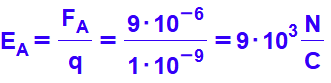 E_A = F_A / q = 9·10^−6 / 1·10^−9 = 9·10^3 N/C